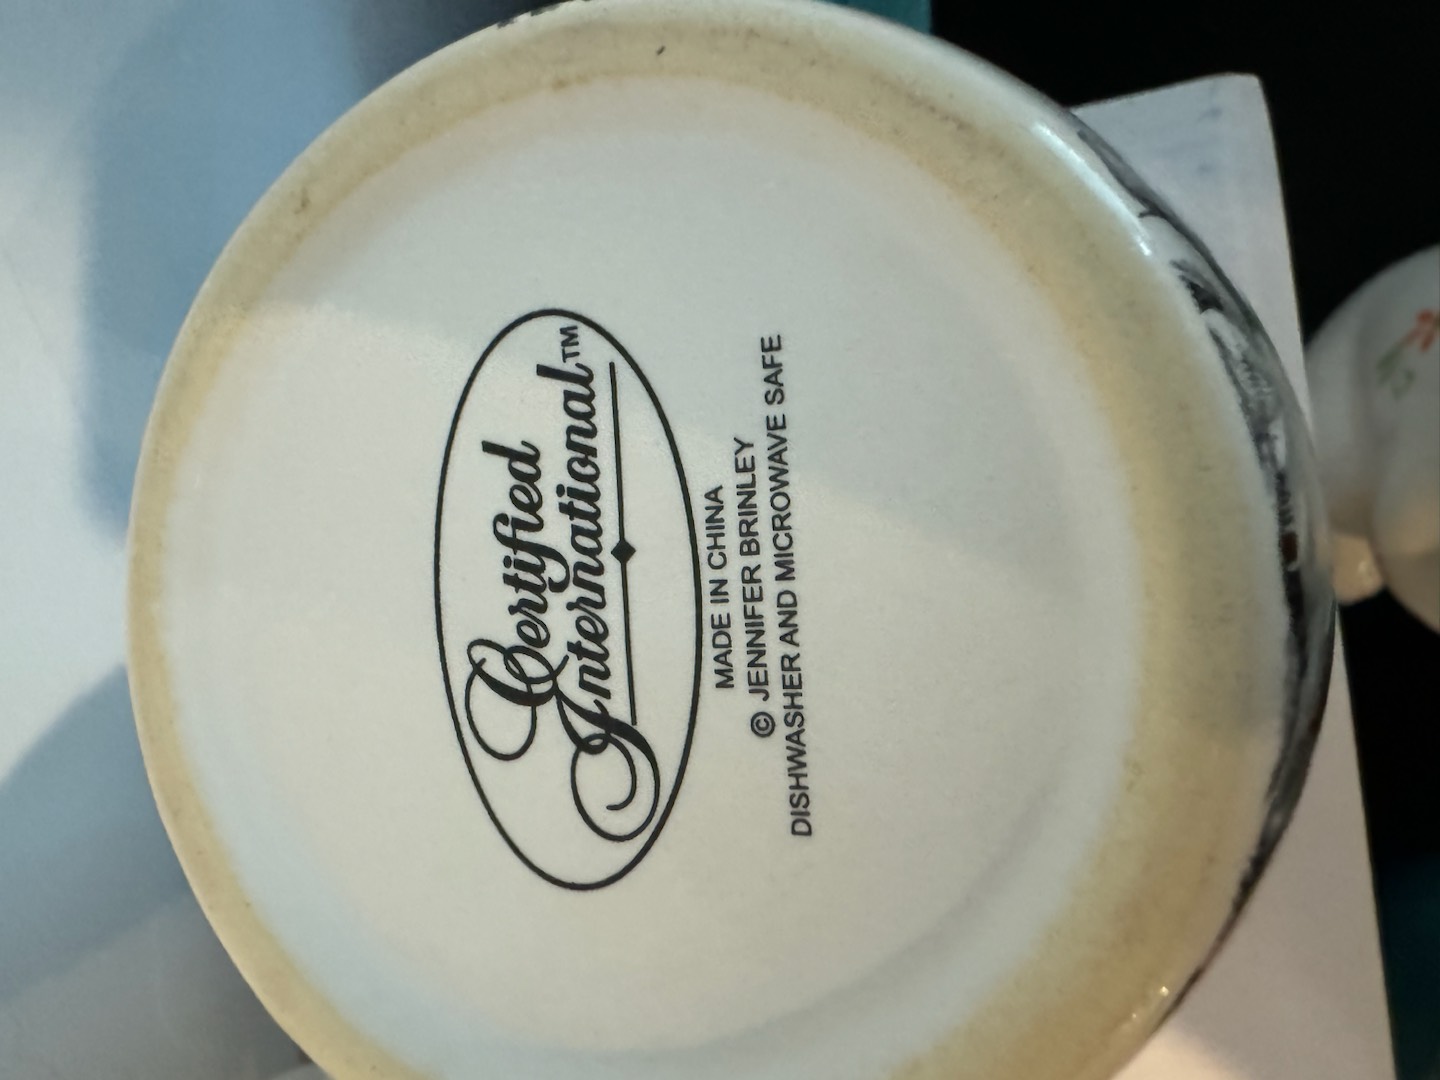 Certified
International™
MADE IN CHINA
© JENNIFER BRINLEY
DISHWASHER AND MICROWAVE SAFE